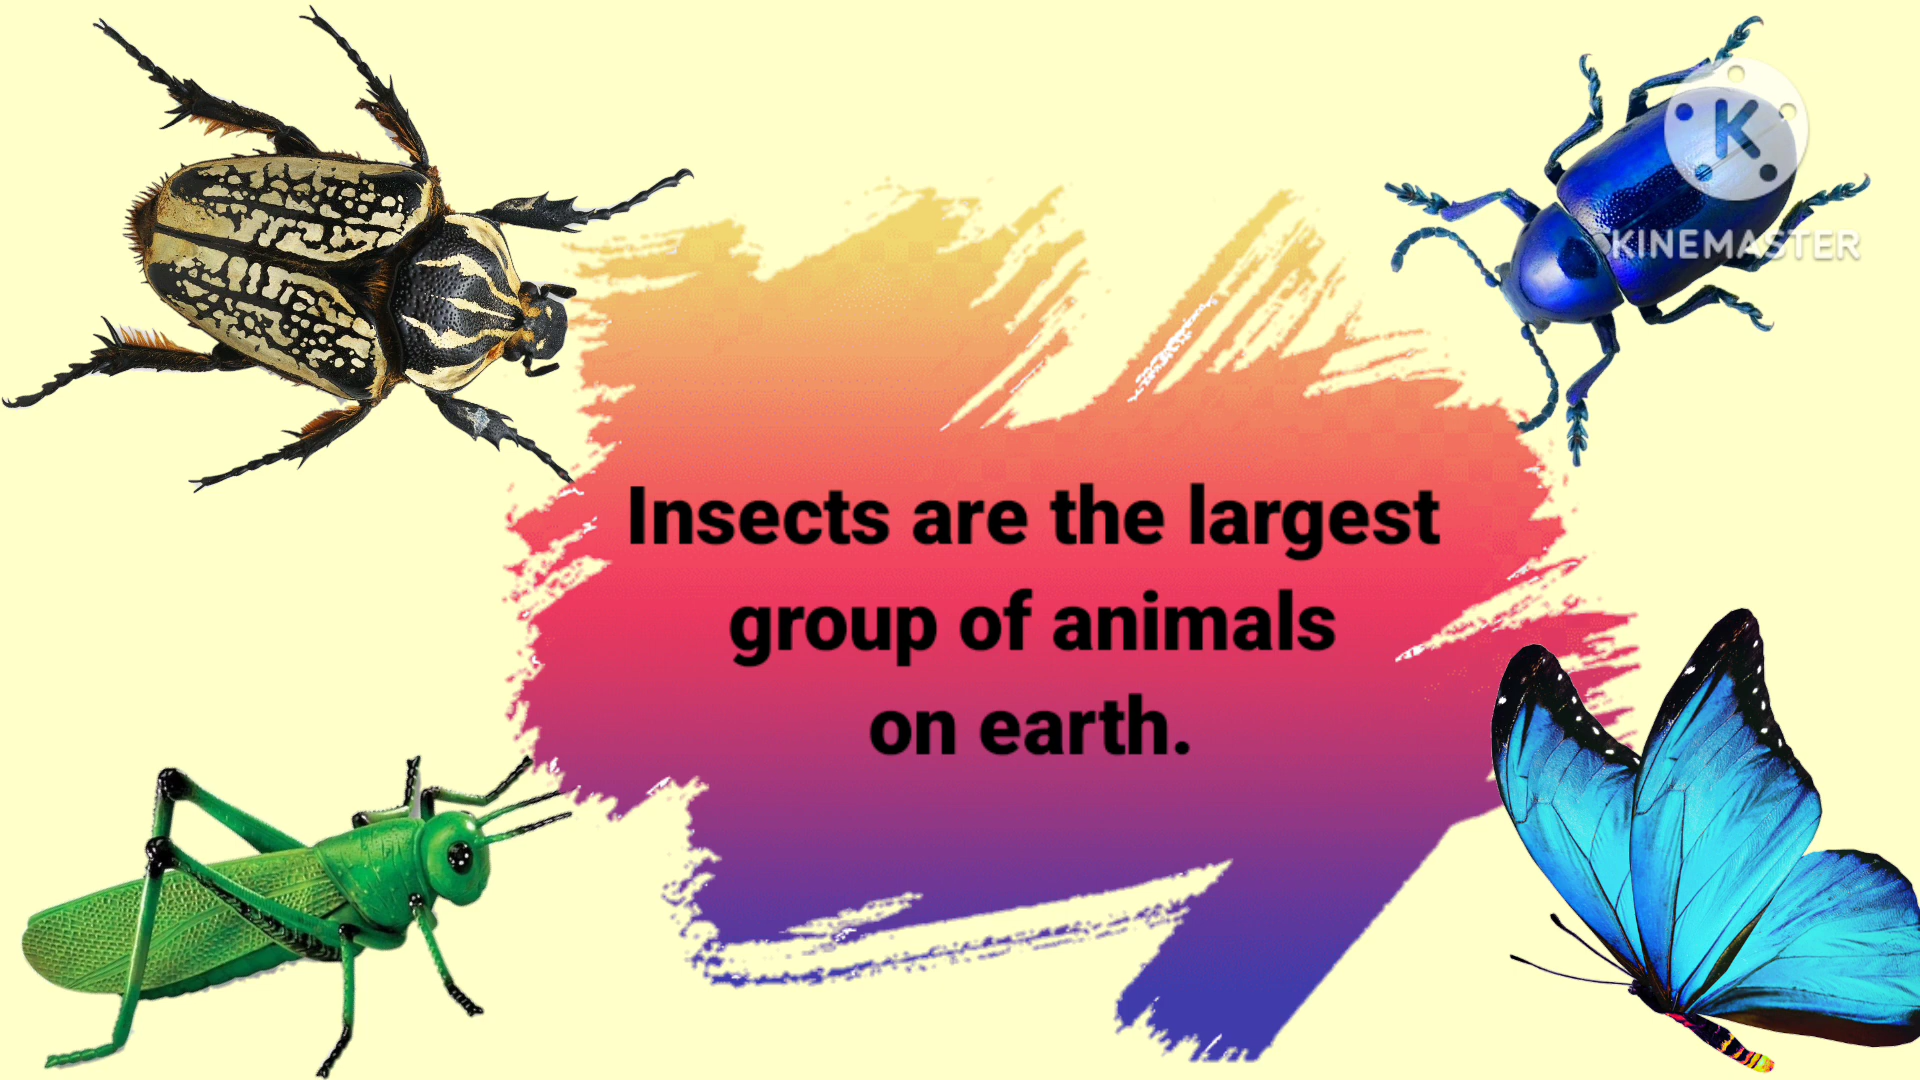 K
KINEMASTER
Insects are the largest
group of animals
on earth.